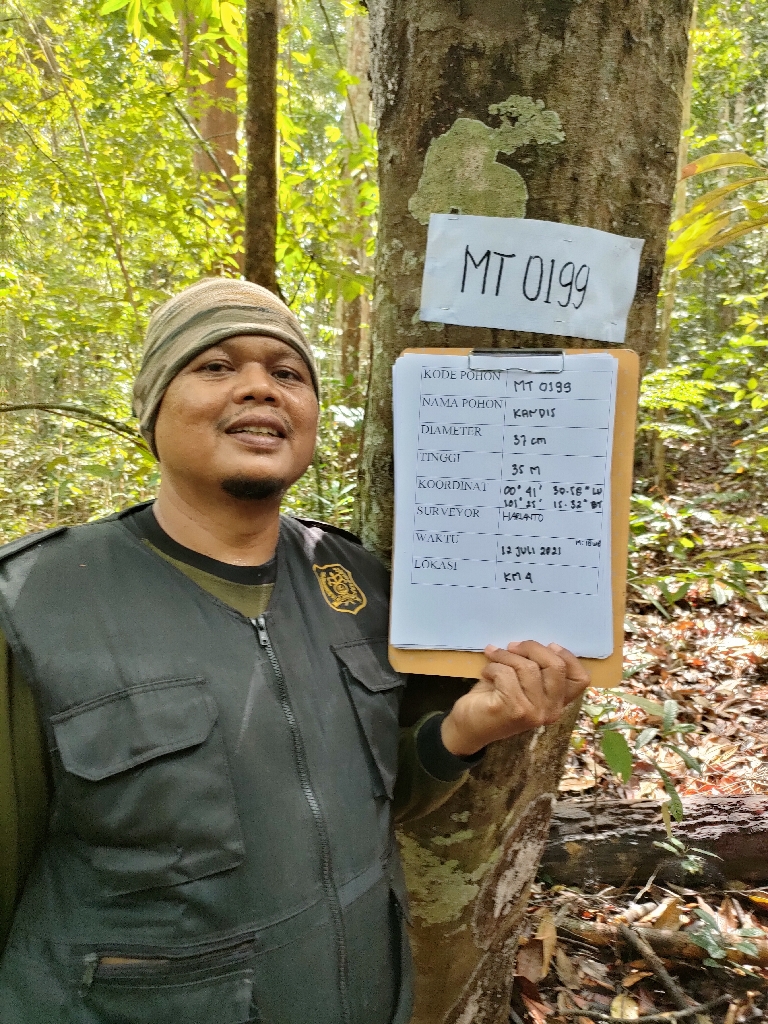 MT 0199
KODE POHON MT 0199
NAMA POHON KANDIS
DIAMETER 37 cm
TINGGI 35 M
KOORDINAT 00° 41' 30.58" LU
101° 25' 15.52" BT
SURVEYOR HARIANTO
WAKTU 12 JULI 2021
LOKASI KM 4